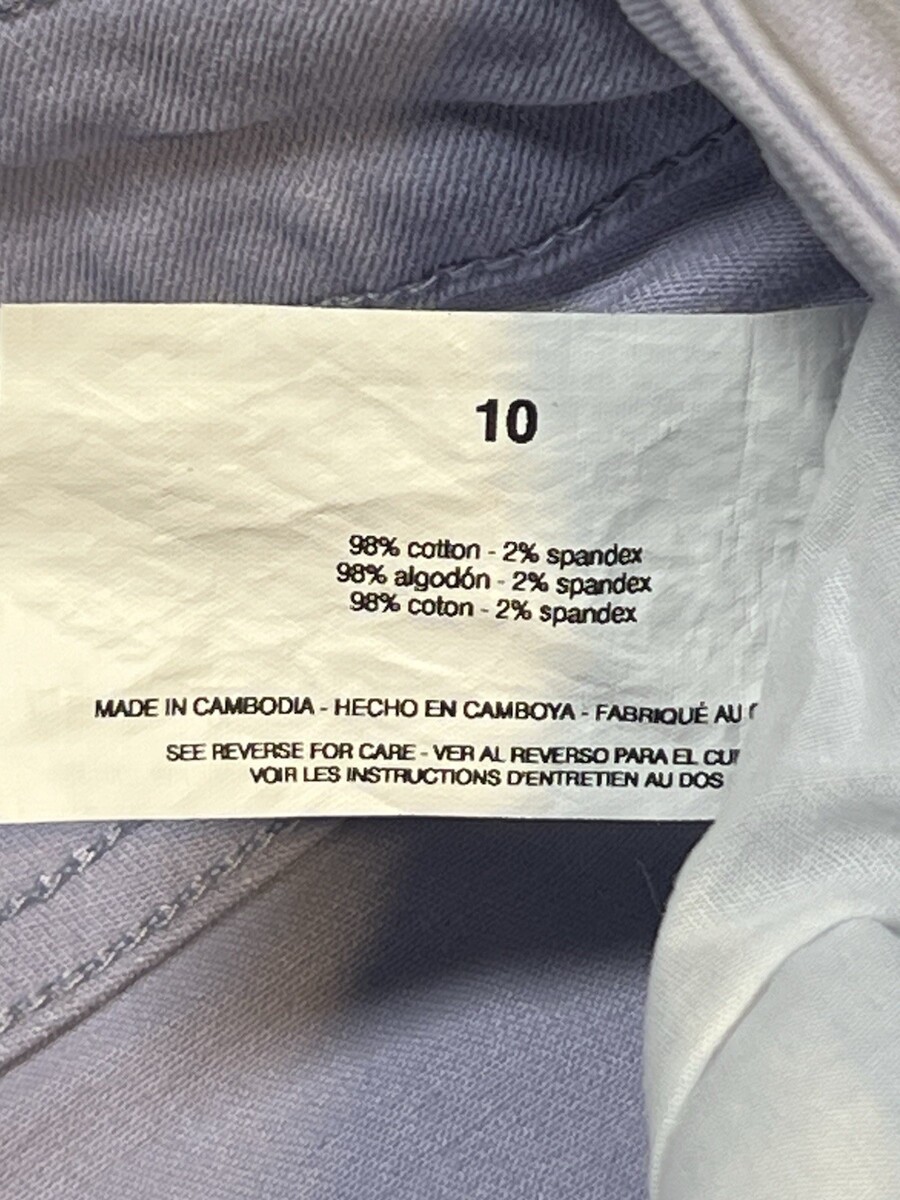 10
98% cotton - 2% spandex
98% algodón - 2% spandex
98% coton - 2% spandex
MADE IN CAMBODIA - HECHO EN CAMBOYA - FABRIQUÉ AU
SEE REVERSE FOR CARE - VER AL REVERSO PARA EL
VOIR LES INSTRUCTIONS D'ENTRETIEN AU DOS